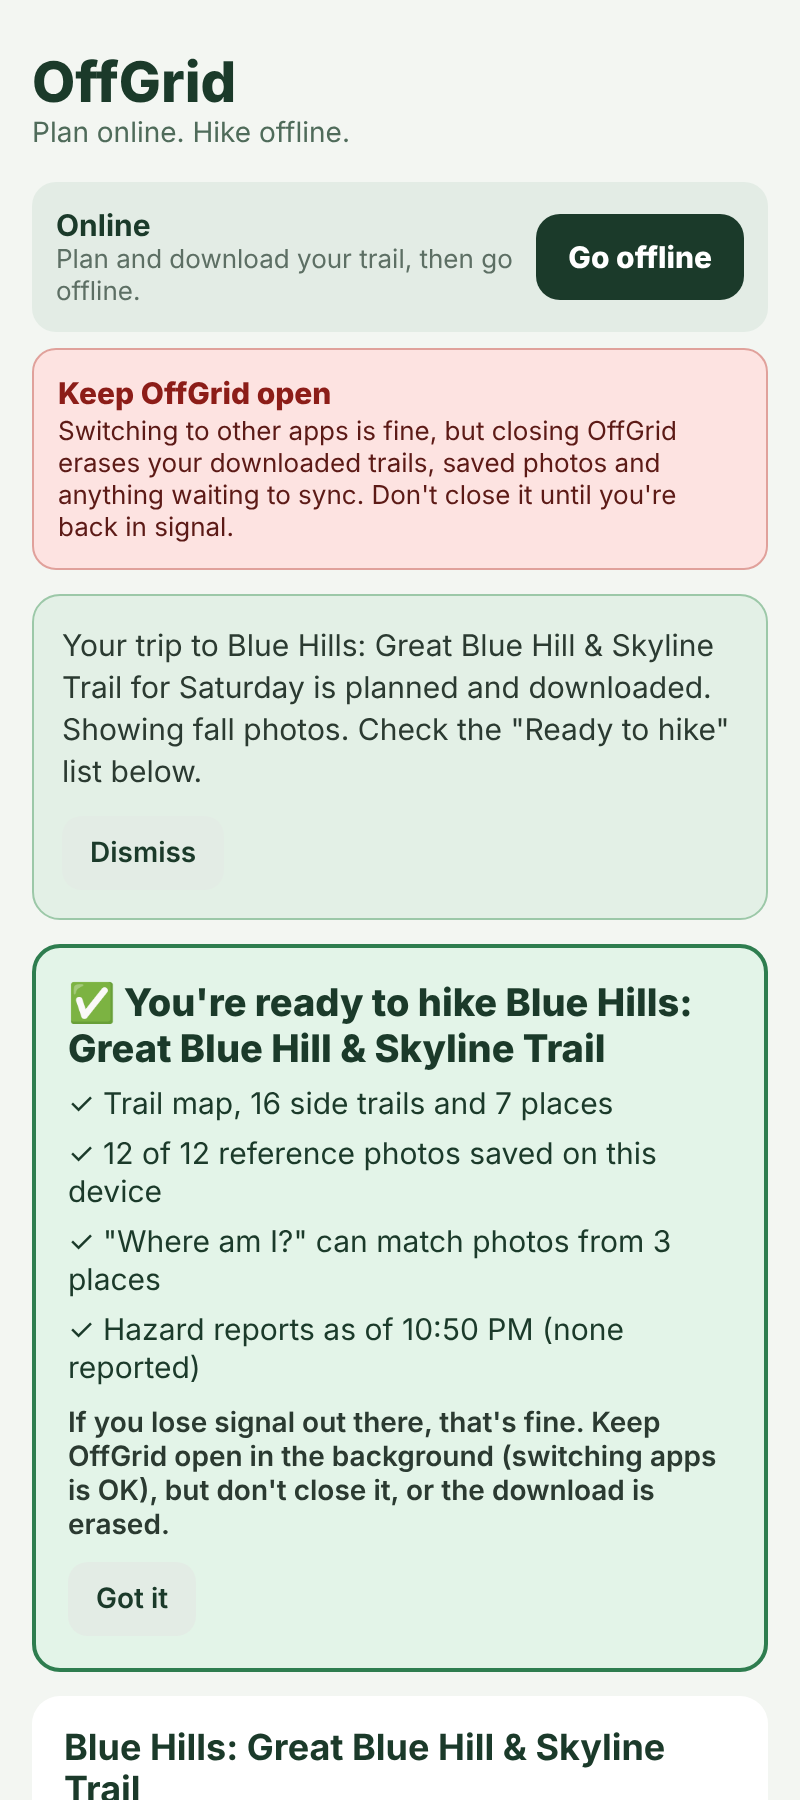 OffGrid
Plan online. Hike offline.
Online
Plan and download your trail, then go
offline.
Go offline
Keep OffGrid open
Switching to other apps is fine, but closing OffGrid
erases your downloaded trails, saved photos and
anything waiting to sync. Don't close it until you're
back in signal.
Your trip to Blue Hills: Great Blue Hill & Skyline
Trail for Saturday is planned and downloaded.
Showing fall photos. Check the "Ready to hike"
list below.
Dismiss
✅ You're ready to hike Blue Hills:
Great Blue Hill & Skyline Trail
✓ Trail map, 16 side trails and 7 places
✓ 12 of 12 reference photos saved on this
device
✓ "Where am I?" can match photos from 3
places
✓ Hazard reports as of 10:50 PM (none
reported)
If you lose signal out there, that's fine. Keep
OffGrid open in the background (switching apps
is OK), but don't close it, or the download is
erased.
Got it
Blue Hills: Great Blue Hill & Skyline
Trail